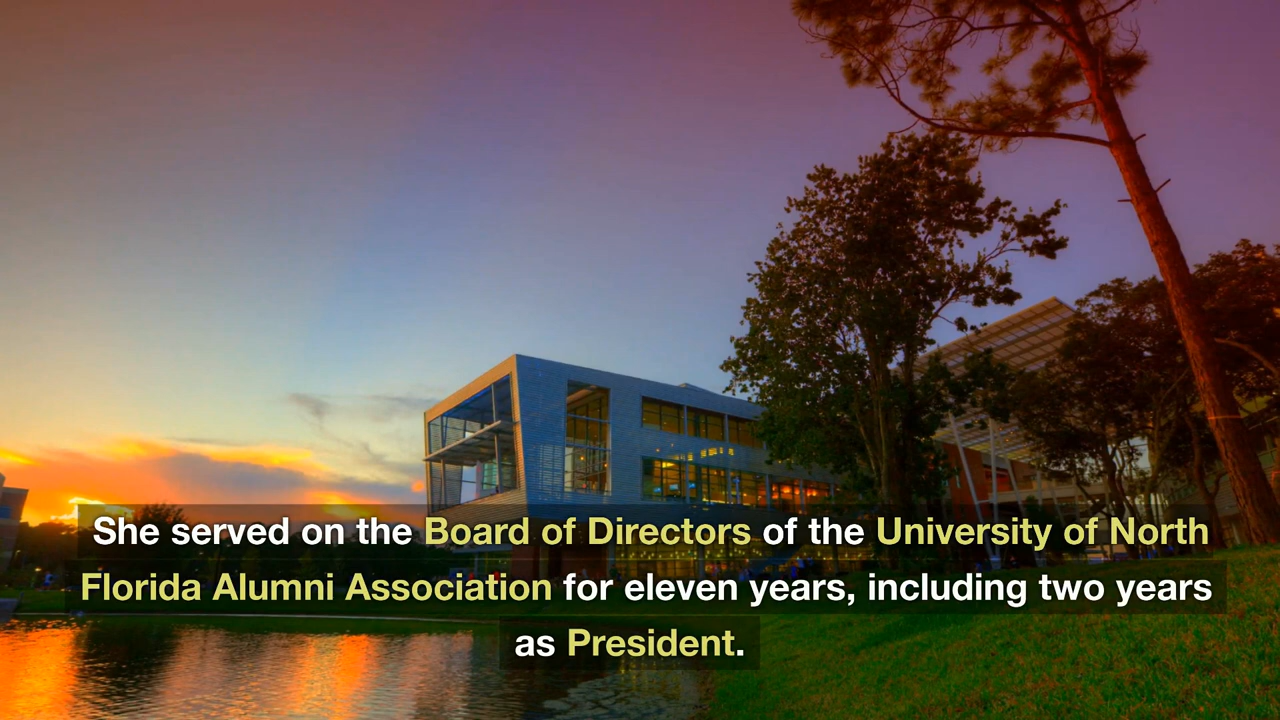 She served on the Board of Directors of the University of North
Florida Alumni Association for eleven years, including two years
as President.